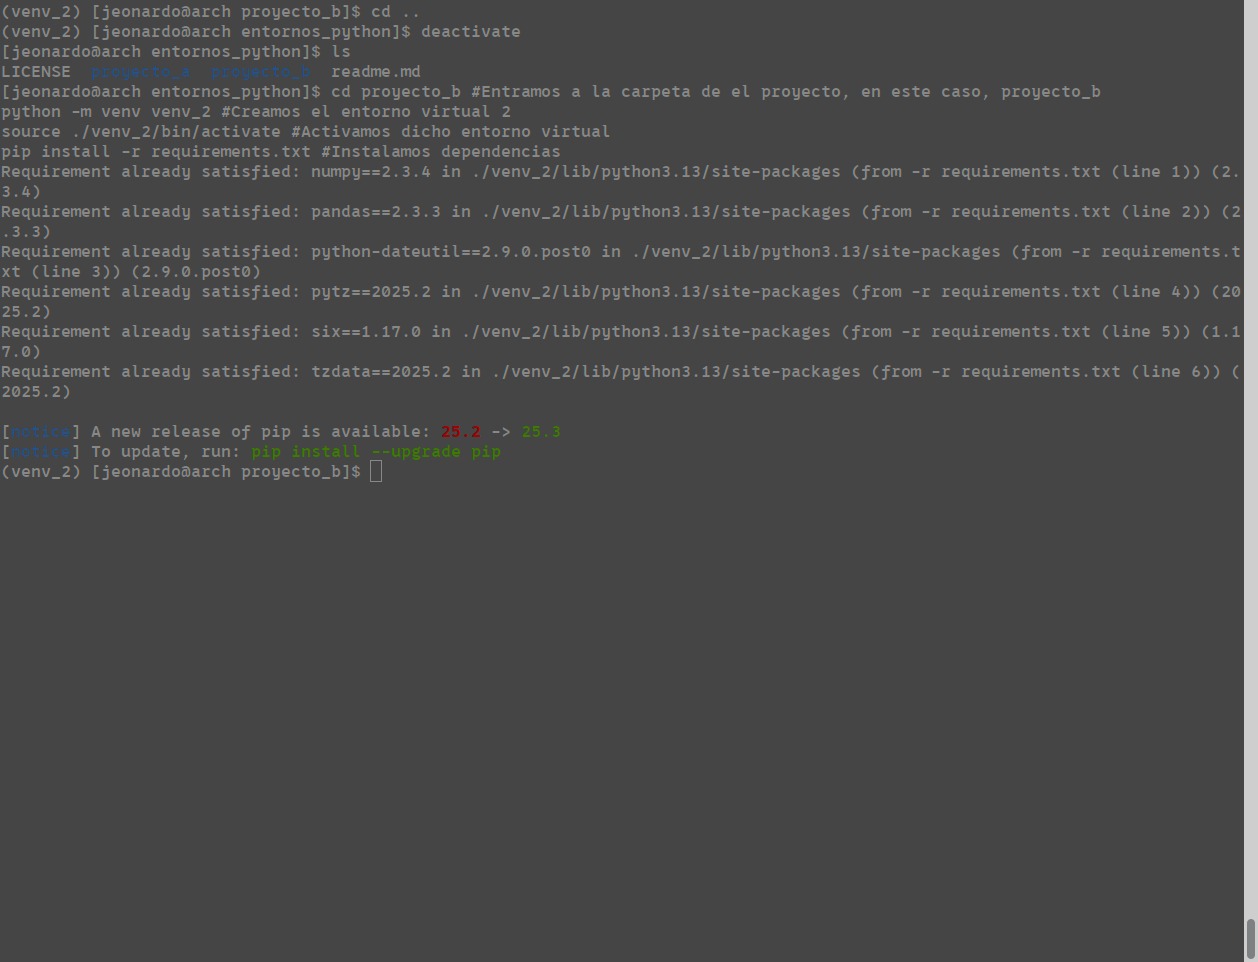 (venv_2) [jeonardo@arch proyecto_b]$ cd ..
(venv_2) [jeonardo@arch entornos_python]$ deactivate
[jeonardo@arch entornos_python]$ ls
LICENSE  proyecto_a  proyecto_b  readme.md
[jeonardo@arch entornos_python]$ cd proyecto_b #Entramos a la carpeta de el proyecto, en este caso, proyecto_b
python -m venv venv_2 #Creamos el entorno virtual 2
source ./venv_2/bin/activate #Activamos dicho entorno virtual
pip install -r requirements.txt #Instalamos dependencias
Requirement already satisfied: numpy==2.3.4 in ./venv_2/lib/python3.13/site-packages (from -r requirements.txt (line 1)) (2.
3.4)
Requirement already satisfied: pandas==2.3.3 in ./venv_2/lib/python3.13/site-packages (from -r requirements.txt (line 2)) (2
.3.3)
Requirement already satisfied: python-dateutil==2.9.0.post0 in ./venv_2/lib/python3.13/site-packages (from -r requirements.t
xt (line 3)) (2.9.0.post0)
Requirement already satisfied: pytz==2025.2 in ./venv_2/lib/python3.13/site-packages (from -r requirements.txt (line 4)) (20
25.2)
Requirement already satisfied: six==1.17.0 in ./venv_2/lib/python3.13/site-packages (from -r requirements.txt (line 5)) (1.1
7.0)
Requirement already satisfied: tzdata==2025.2 in ./venv_2/lib/python3.13/site-packages (from -r requirements.txt (line 6)) (
2025.2)
[notice] A new release of pip is available: 25.2 -> 25.3
[notice] To update, run: pip install --upgrade pip
(venv_2) [jeonardo@arch proyecto_b]$